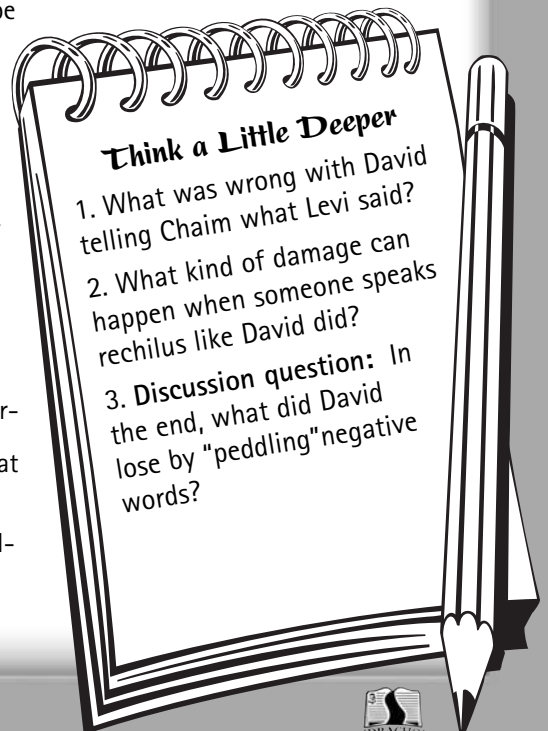 Think a Little Deeper
1. What was wrong with David
telling Chaim what Levi said?
2. What kind of damage can
happen when someone speaks
rechilus like David did?
3. Discussion question: In
the end, what did David
lose by "peddling"negative
words?